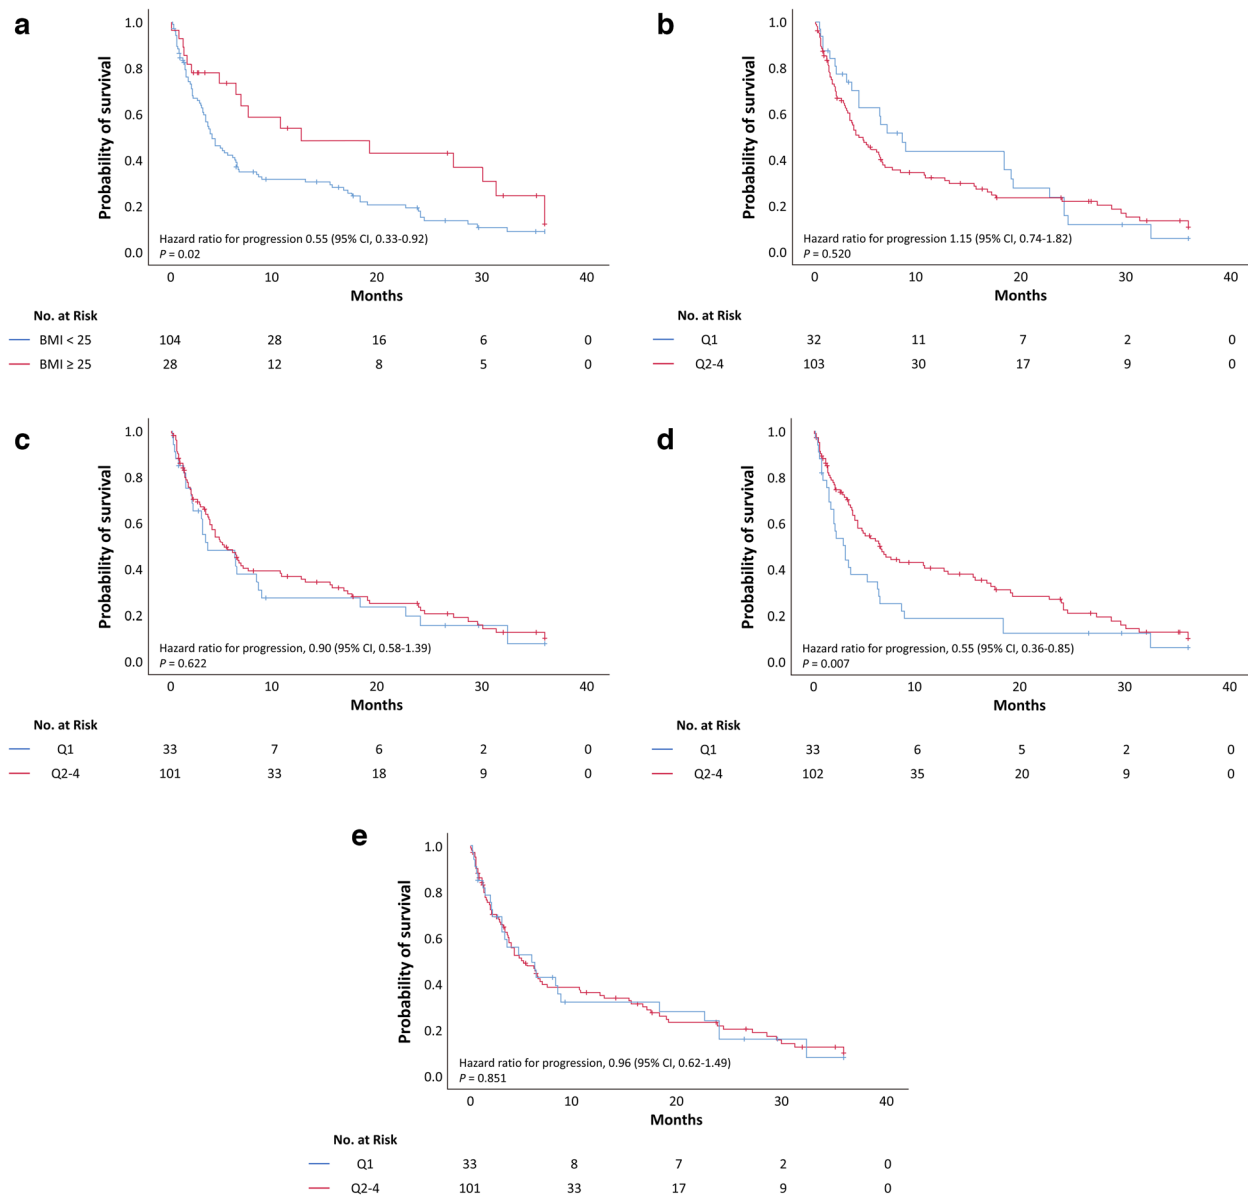 a
1.0
0.8
0.6
0.4
0.2
0.0
Probability of survival
Hazard ratio for progression 0.55 (95% CI, 0.33-0.92)
P = 0.02
0 10 20 30 40
Months
No. at Risk
BMI < 25 104 28 16 6 0
BMI ≥ 25 28 12 8 5 0
b
1.0
0.8
0.6
0.4
0.2
0.0
Probability of survival
Hazard ratio for progression 1.15 (95% CI, 0.74-1.82)
P = 0.520
0 10 20 30 40
Months
No. at Risk
Q1 32 11 7 2 0
Q2-4 103 30 17 9 0
c
1.0
0.8
0.6
0.4
0.2
0.0
Probability of survival
Hazard ratio for progression, 0.90 (95% CI, 0.58-1.39)
P = 0.622
0 10 20 30 40
Months
No. at Risk
Q1 33 7 6 2 0
Q2-4 101 33 18 9 0
d
1.0
0.8
0.6
0.4
0.2
0.0
Probability of survival
Hazard ratio for progression, 0.55 (95% CI, 0.36-0.85)
P = 0.007
0 10 20 30 40
Months
No. at Risk
Q1 33 6 5 2 0
Q2-4 102 35 20 9 0
e
1.0
0.8
0.6
0.4
0.2
0.0
Probability of survival
Hazard ratio for progression, 0.96 (95% CI, 0.62-1.49)
P = 0.851
0 10 20 30 40
Months
No. at Risk
Q1 33 8 7 2 0
Q2-4 101 33 17 9 0